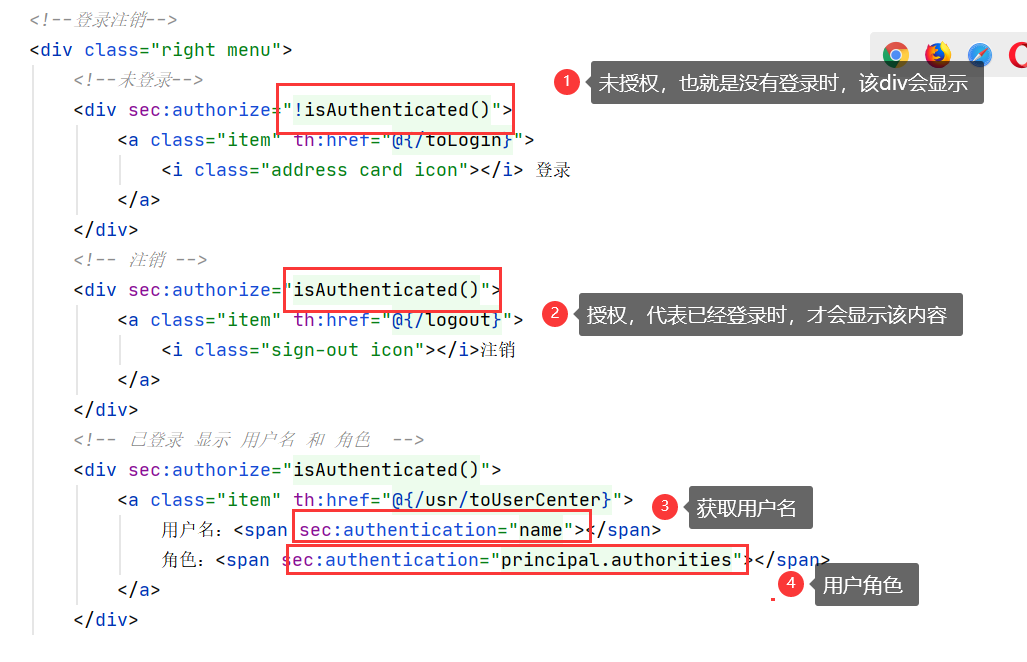 <!--登录注销-->
<div class="right menu">
<!--未登录-->
1 未授权，也就是没有登录时，该div会显示
<div sec:authorize="!isAuthenticated()">
<a class="item" th:href="@{/toLogin}">
<i class="address card icon"></i> 登录
</a>
</div>
<!-- 注销 -->
<div sec:authorize="isAuthenticated()">
2 授权，代表已经登录时，才会显示该内容
<a class="item" th:href="@{/logout}">
<i class="sign-out icon"></i>注销
</a>
</div>
<!-- 已登录 显示 用户名 和 角色  -->
<div sec:authorize="isAuthenticated()">
<a class="item" th:href="@{/usr/toUserCenter}">
3 获取用户名
用户名：<span sec:authentication="name"></span>
角色：<span sec:authentication="principal.authorities"></span>
4 用户角色
</a>
</div>